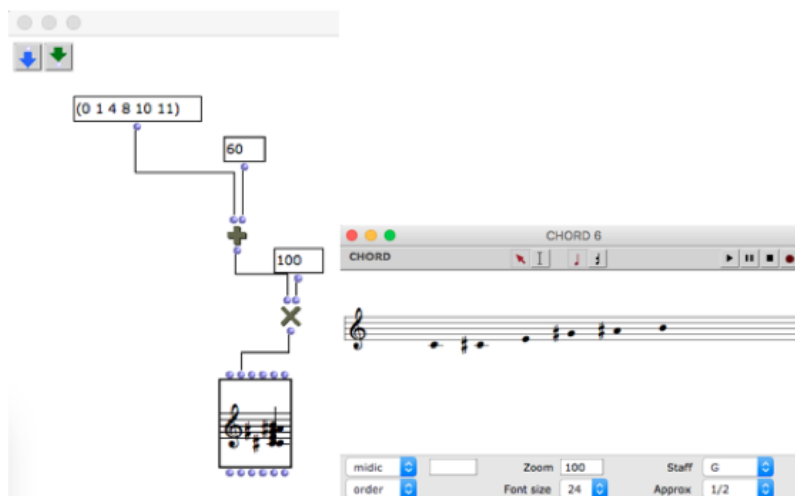 (0 1 4 8 10 11)
60
100
CHORD 6
CHORD
midic
Zoom 100
Staff G
order
Font size 24
Approx 1/2